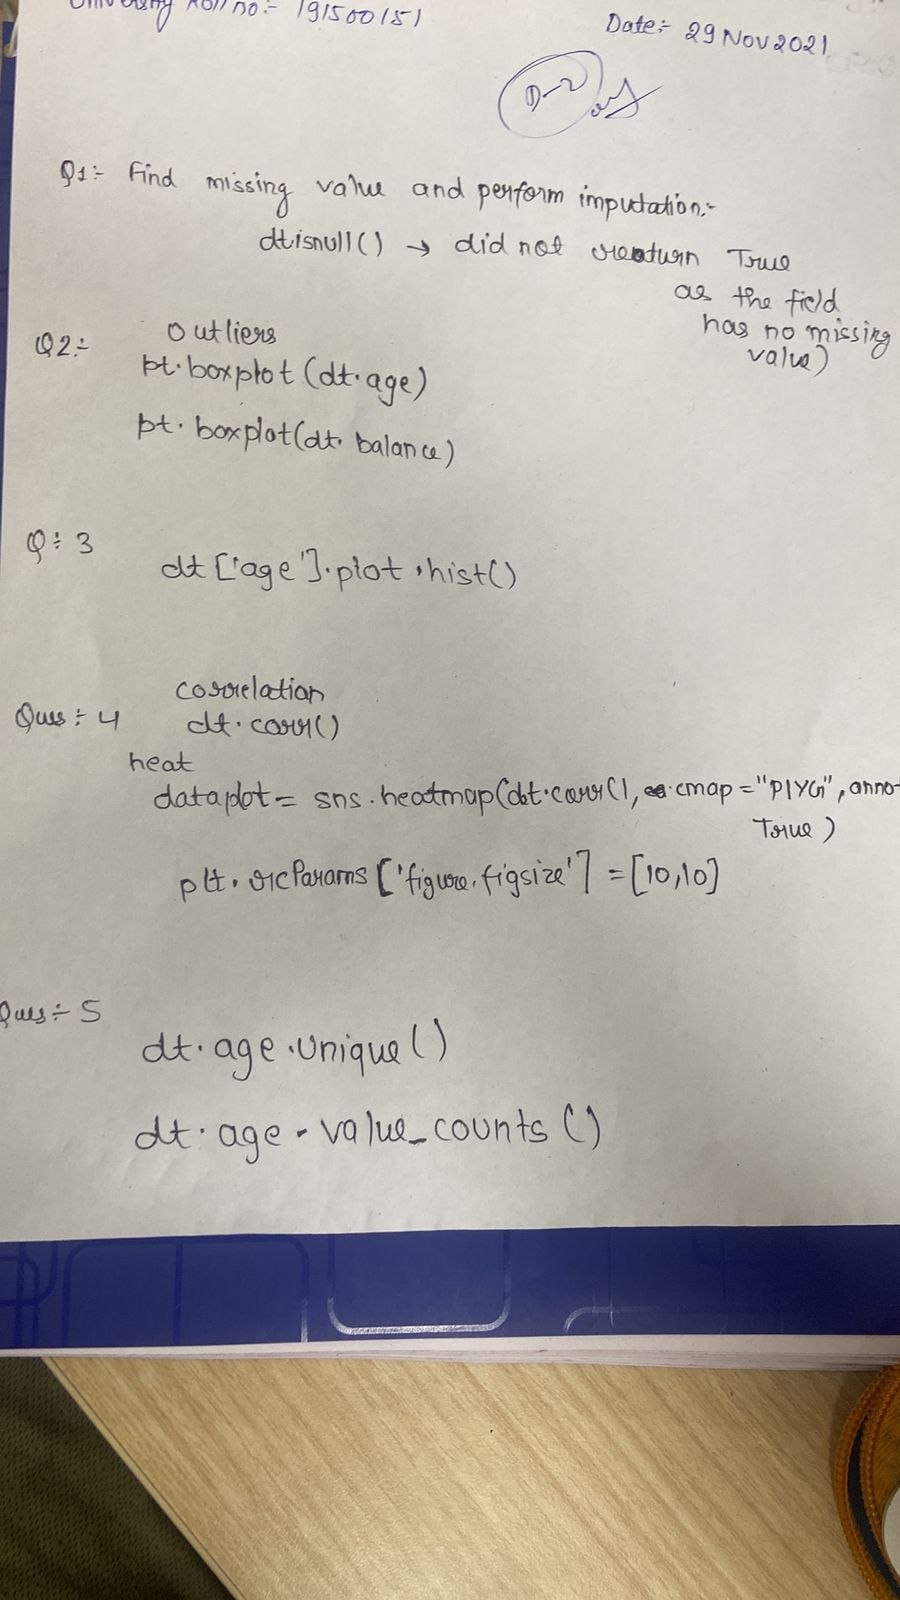 University Roll no:- 191500151
Date:- 29 Nov 2021
D-2
Q1:- Find missing value and perform imputation:-
dt.isnull() → did not return True
as the field
has no missing
value)
Q2:- Outliers
pt.boxplot(dt.age)
pt.boxplot(dt.balance)
Q:3
dt['age'].plot.hist()
correlation
Ques:4 dt.corr()
heat
dataplot = sns.heatmap(dt.corr(), cmap="PIYG", anno
True)
plt.rcParams['figure.figsize'] = [10,10]
Ques:5
dt.age.unique()
dt.age.value_counts()